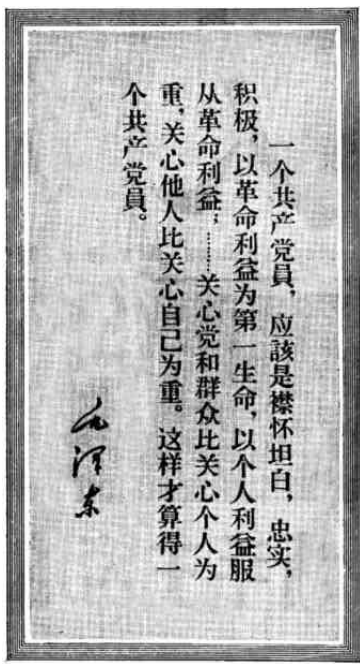 一个共产党員，应該是襟怀坦白，忠实，
积极，以革命利益为第一生命，以个人利益服
从革命利益；………关心党和群众比关心个人为
重，关心他人比关心自己为重。这样才算得一
个共产党員。
毛泽东